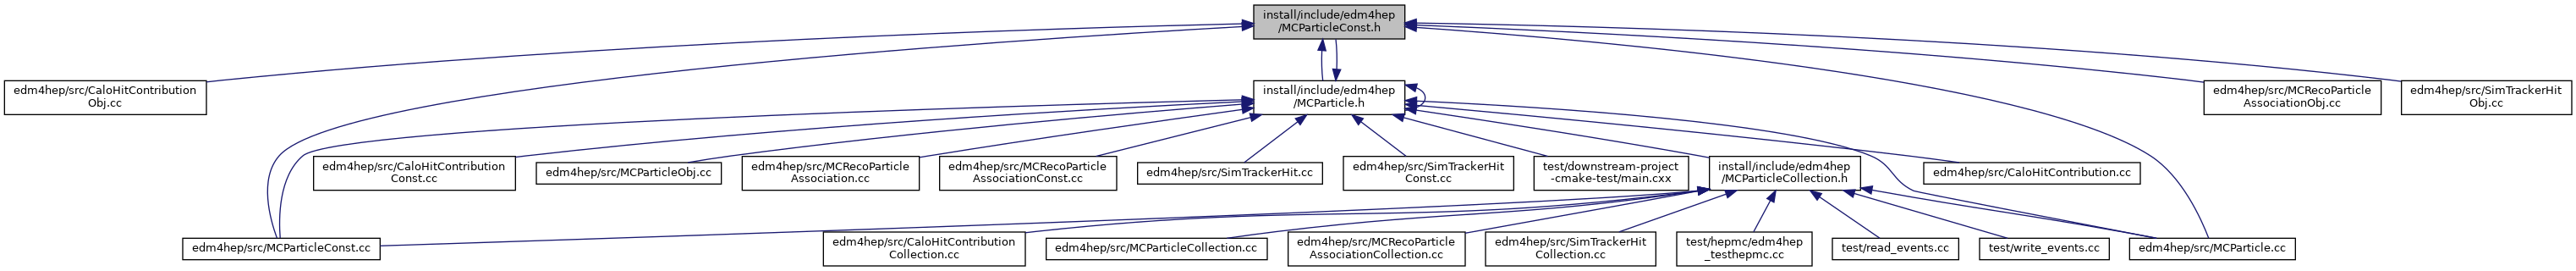 install/include/edm4hep
/MCParticleConst.h
edm4hep/src/CaloHitContribution
Obj.cc
install/include/edm4hep
/MCParticle.h
edm4hep/src/MCRecoParticle
AssociationObj.cc
edm4hep/src/SimTrackerHit
Obj.cc
edm4hep/src/CaloHitContribution
Const.cc
edm4hep/src/MCParticleObj.cc
edm4hep/src/MCRecoParticle
Association.cc
edm4hep/src/MCRecoParticle
AssociationConst.cc
edm4hep/src/SimTrackerHit.cc
edm4hep/src/SimTrackerHit
Const.cc
test/downstream-project
-cmake-test/main.cxx
install/include/edm4hep
/MCParticleCollection.h
edm4hep/src/CaloHitContribution.cc
edm4hep/src/MCParticleConst.cc
edm4hep/src/CaloHitContribution
Collection.cc
edm4hep/src/MCParticleCollection.cc
edm4hep/src/MCRecoParticle
AssociationCollection.cc
edm4hep/src/SimTrackerHit
Collection.cc
test/hepmc/edm4hep
_testhepmc.cc
test/read_events.cc
test/write_events.cc
edm4hep/src/MCParticle.cc